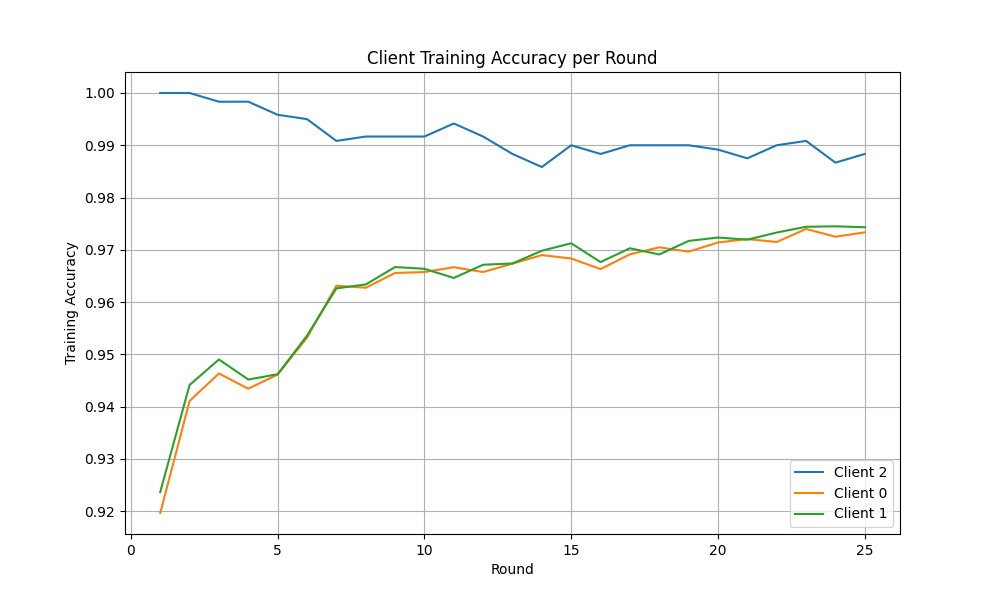 Client Training Accuracy per Round
1.00
0.99
0.98
0.97
0.96
0.95
0.94
0.93
0.92
Training Accuracy
Client 2
Client 0
Client 1
0 5 10 15 20 25
Round